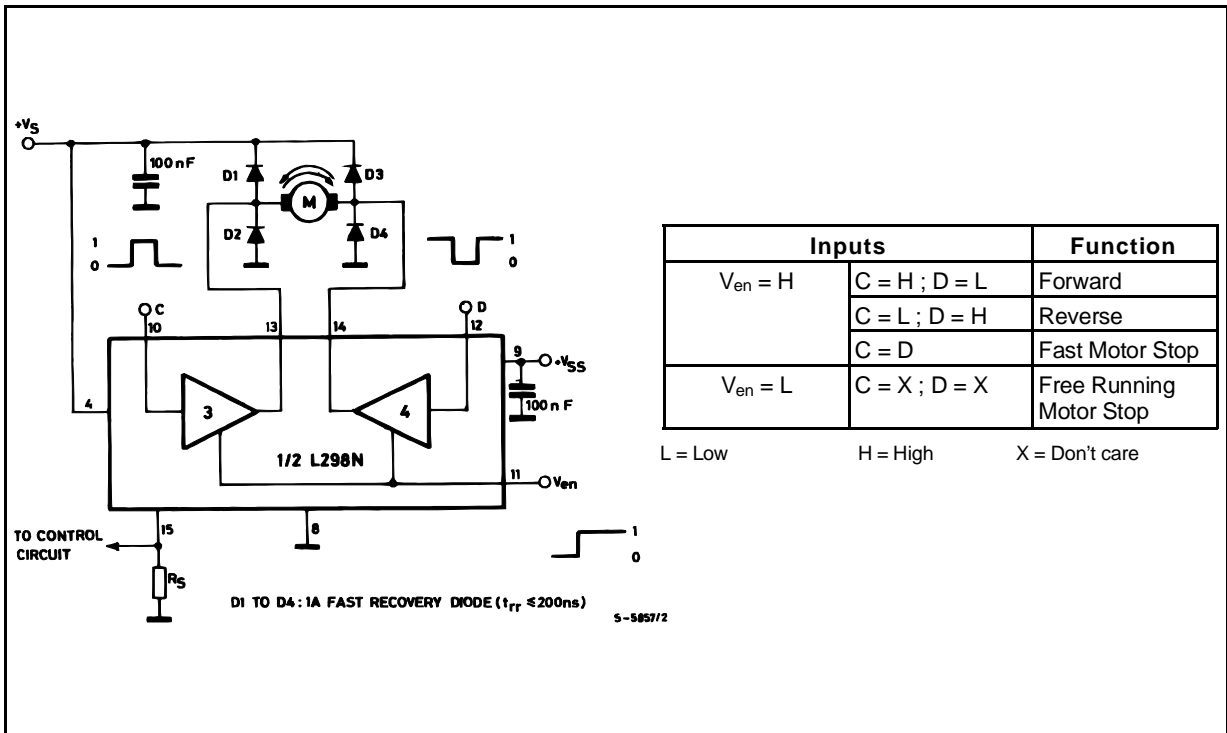 +VS
100nF
D1
D3
M
D2
D4
1
0
1
0
C
D
10
13
14
12
9
+VSS
100nF
4
3
4
1/2 L298N
11
Ven
15
8
TO CONTROL
CIRCUIT
RS
1
0
D1 TO D4 : 1A FAST RECOVERY DIODE (trr ≤ 200ns)
S-5857/2
Inputs Function
Ven = H C = H ; D = L Forward
C = L ; D = H Reverse
C = D Fast Motor Stop
Ven = L C = X ; D = X Free Running
Motor Stop
L = Low H = High X = Don't care